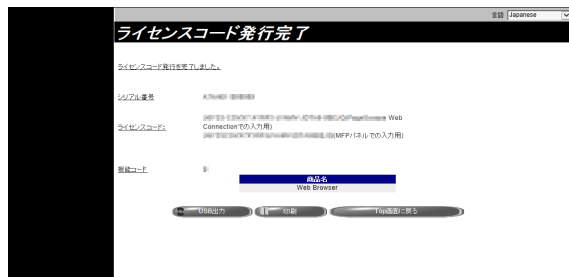 言語 Japanese
ライセンスコード発行完了
ライセンスコード発行を完了しました。
シリアル番号
Web
ライセンスコード: Connectionでの入力用)
(MFPパネルでの入力用)
機能コード
商品名
Web Browser
USB出力 印刷 Top画面に戻る